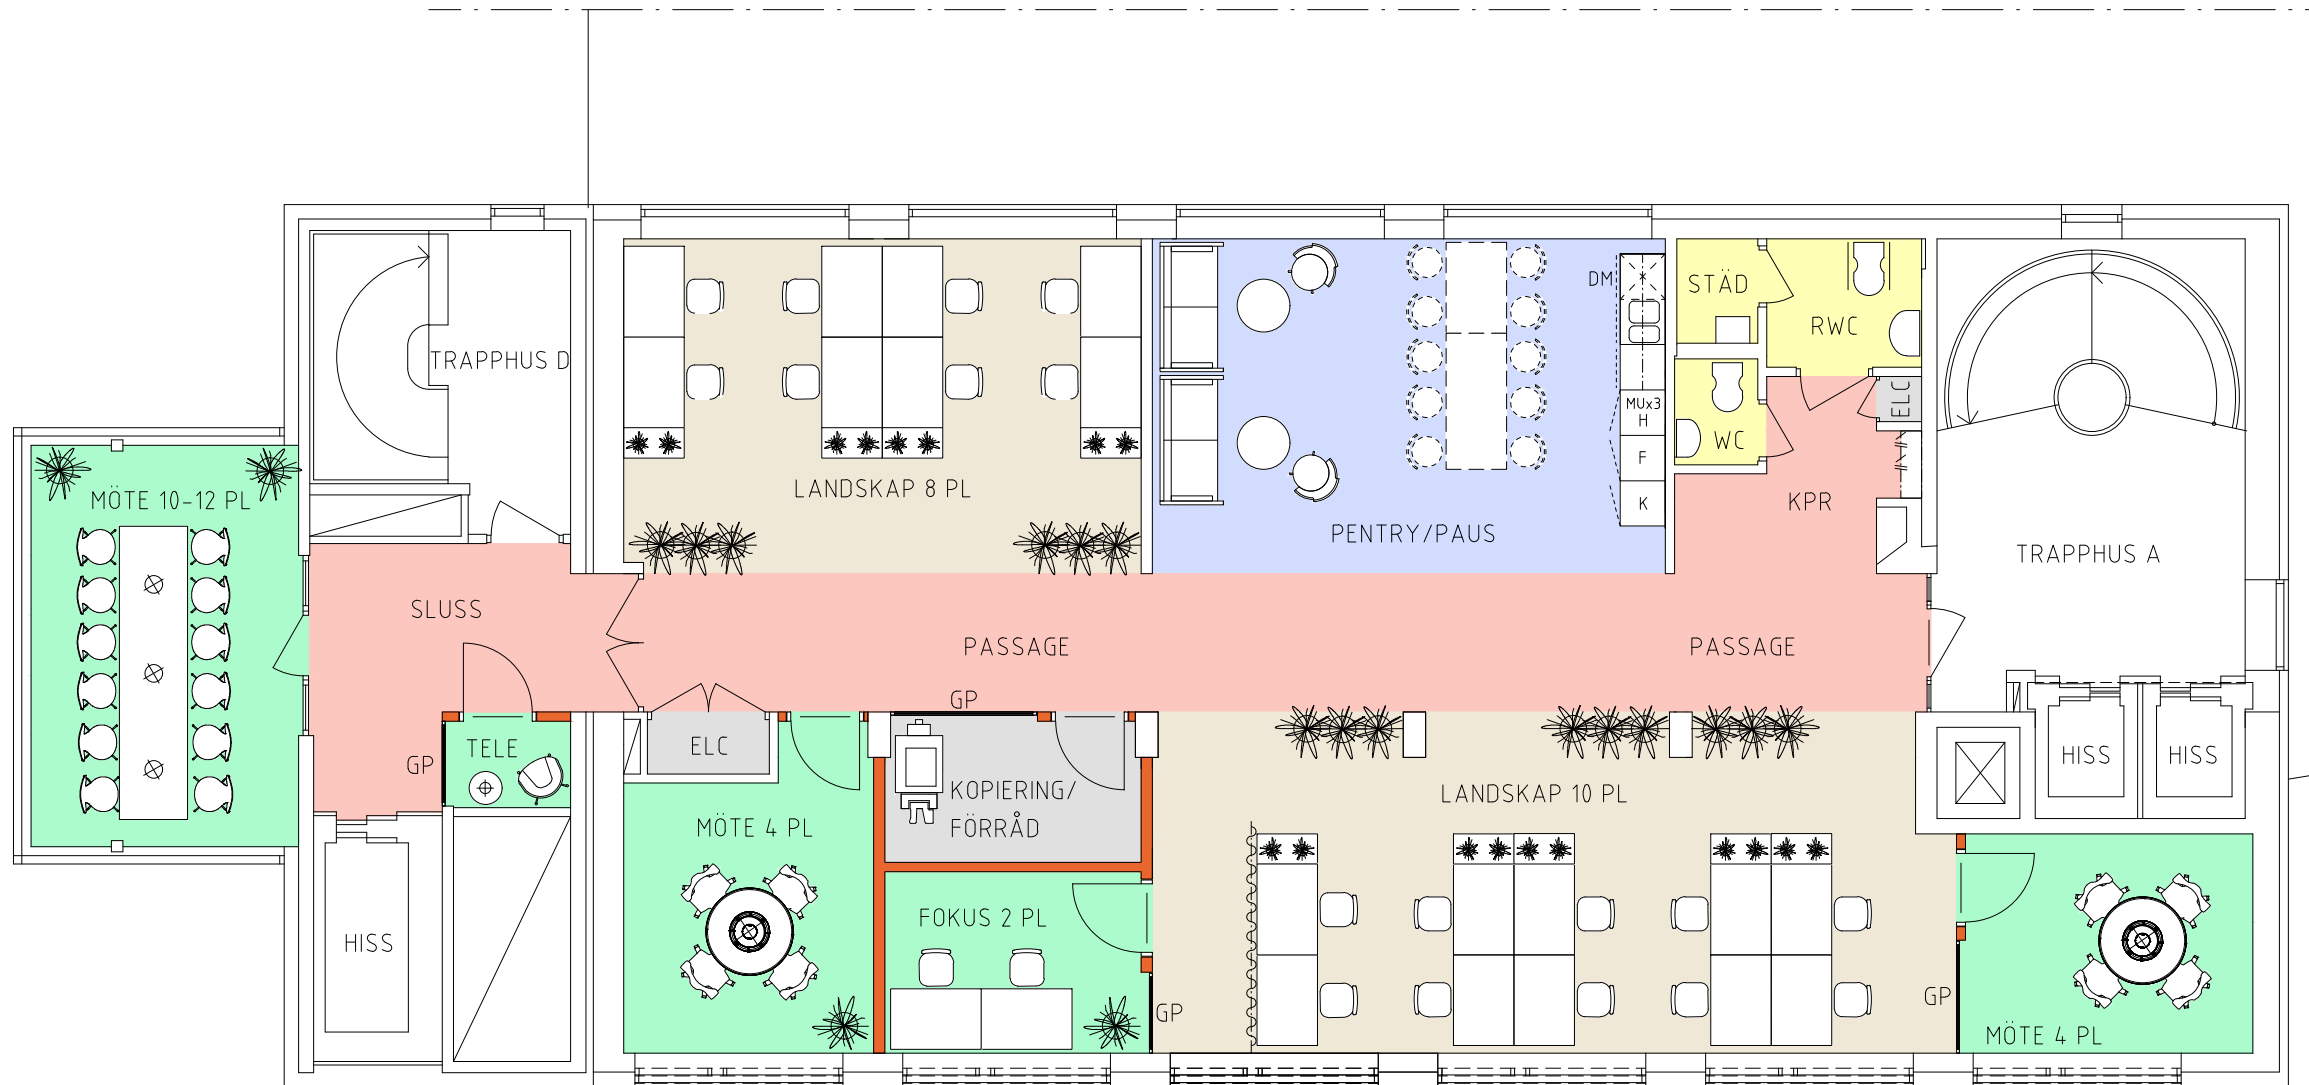 DM
STÄD
RWC
TRAPPHUS D
ELC
MUx3
H
WC
F
MÖTE 10-12 PL
LANDSKAP 8 PL
KPR
K
PENTRY/PAUS
TRAPPHUS A
SLUSS
PASSAGE
PASSAGE
GP
TELE
ELC
GP
HISS
HISS
KOPIERING/
FÖRRÅD
LANDSKAP 10 PL
MÖTE 4 PL
FOKUS 2 PL
HISS
GP
GP
MÖTE 4 PL